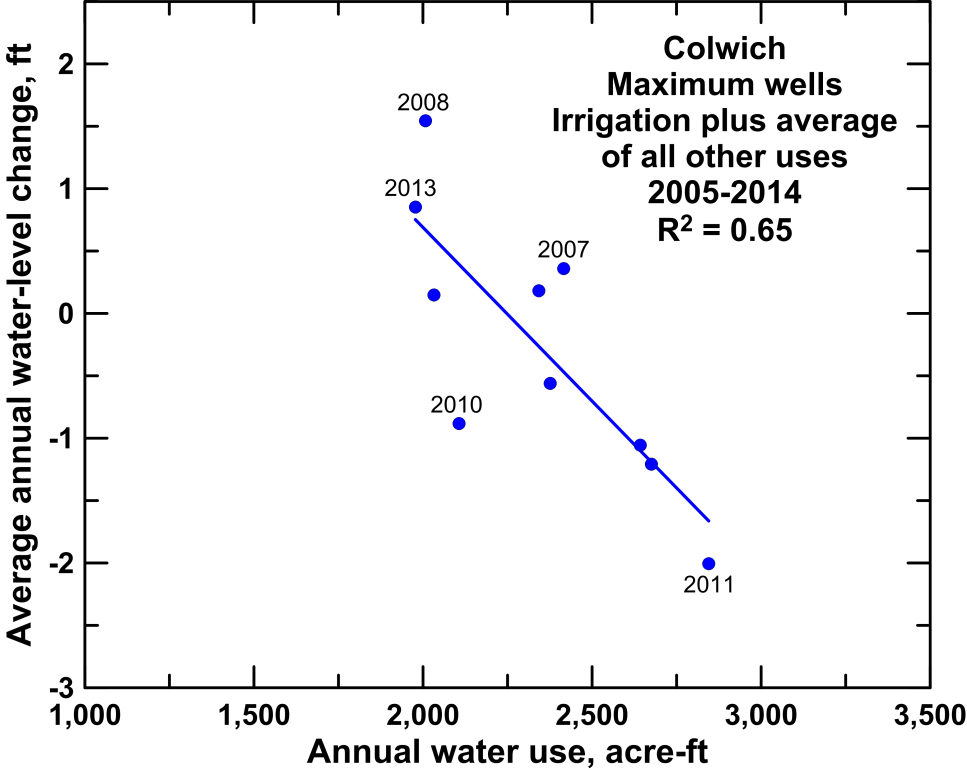 Colwich
Maximum wells
Irrigation plus average
of all other uses
2005-2014
R² = 0.65
Average annual water-level change, ft
2
1
0
-1
-2
-3
2008
2013
2007
2010
2011
1,000 1,500 2,000 2,500 3,000 3,500
Annual water use, acre-ft